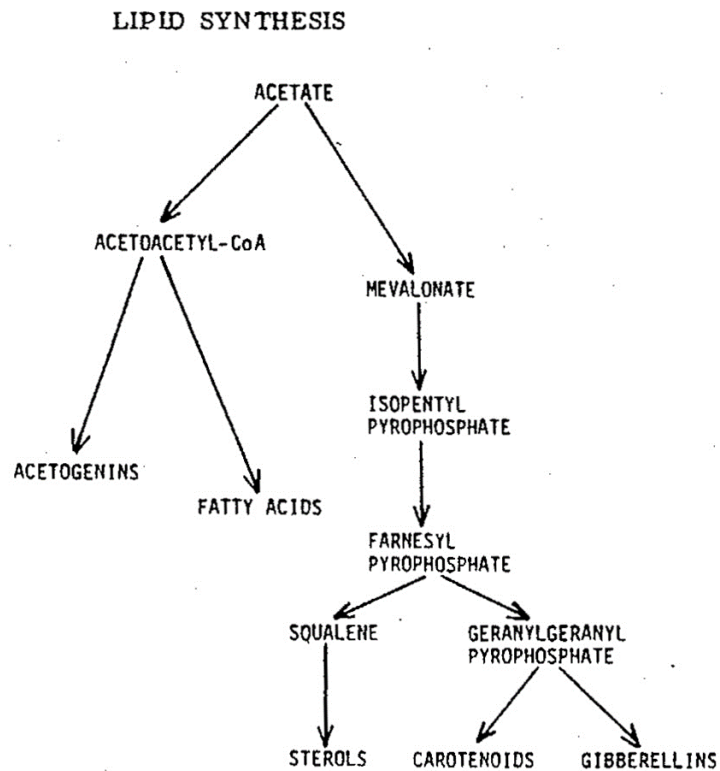 LIPID SYNTHESIS
ACETATE
ACETOACETYL-CoA
MEVALONATE
ISOPENTYL
PYROPHOSPHATE
ACETOGENINS
FATTY ACIDS
FARNESYL
PYROPHOSPHATE
SQUALENE
GERANYLGERANYL
PYROPHOSPHATE
STEROLS
CAROTENOIDS
GIBBERELLINS